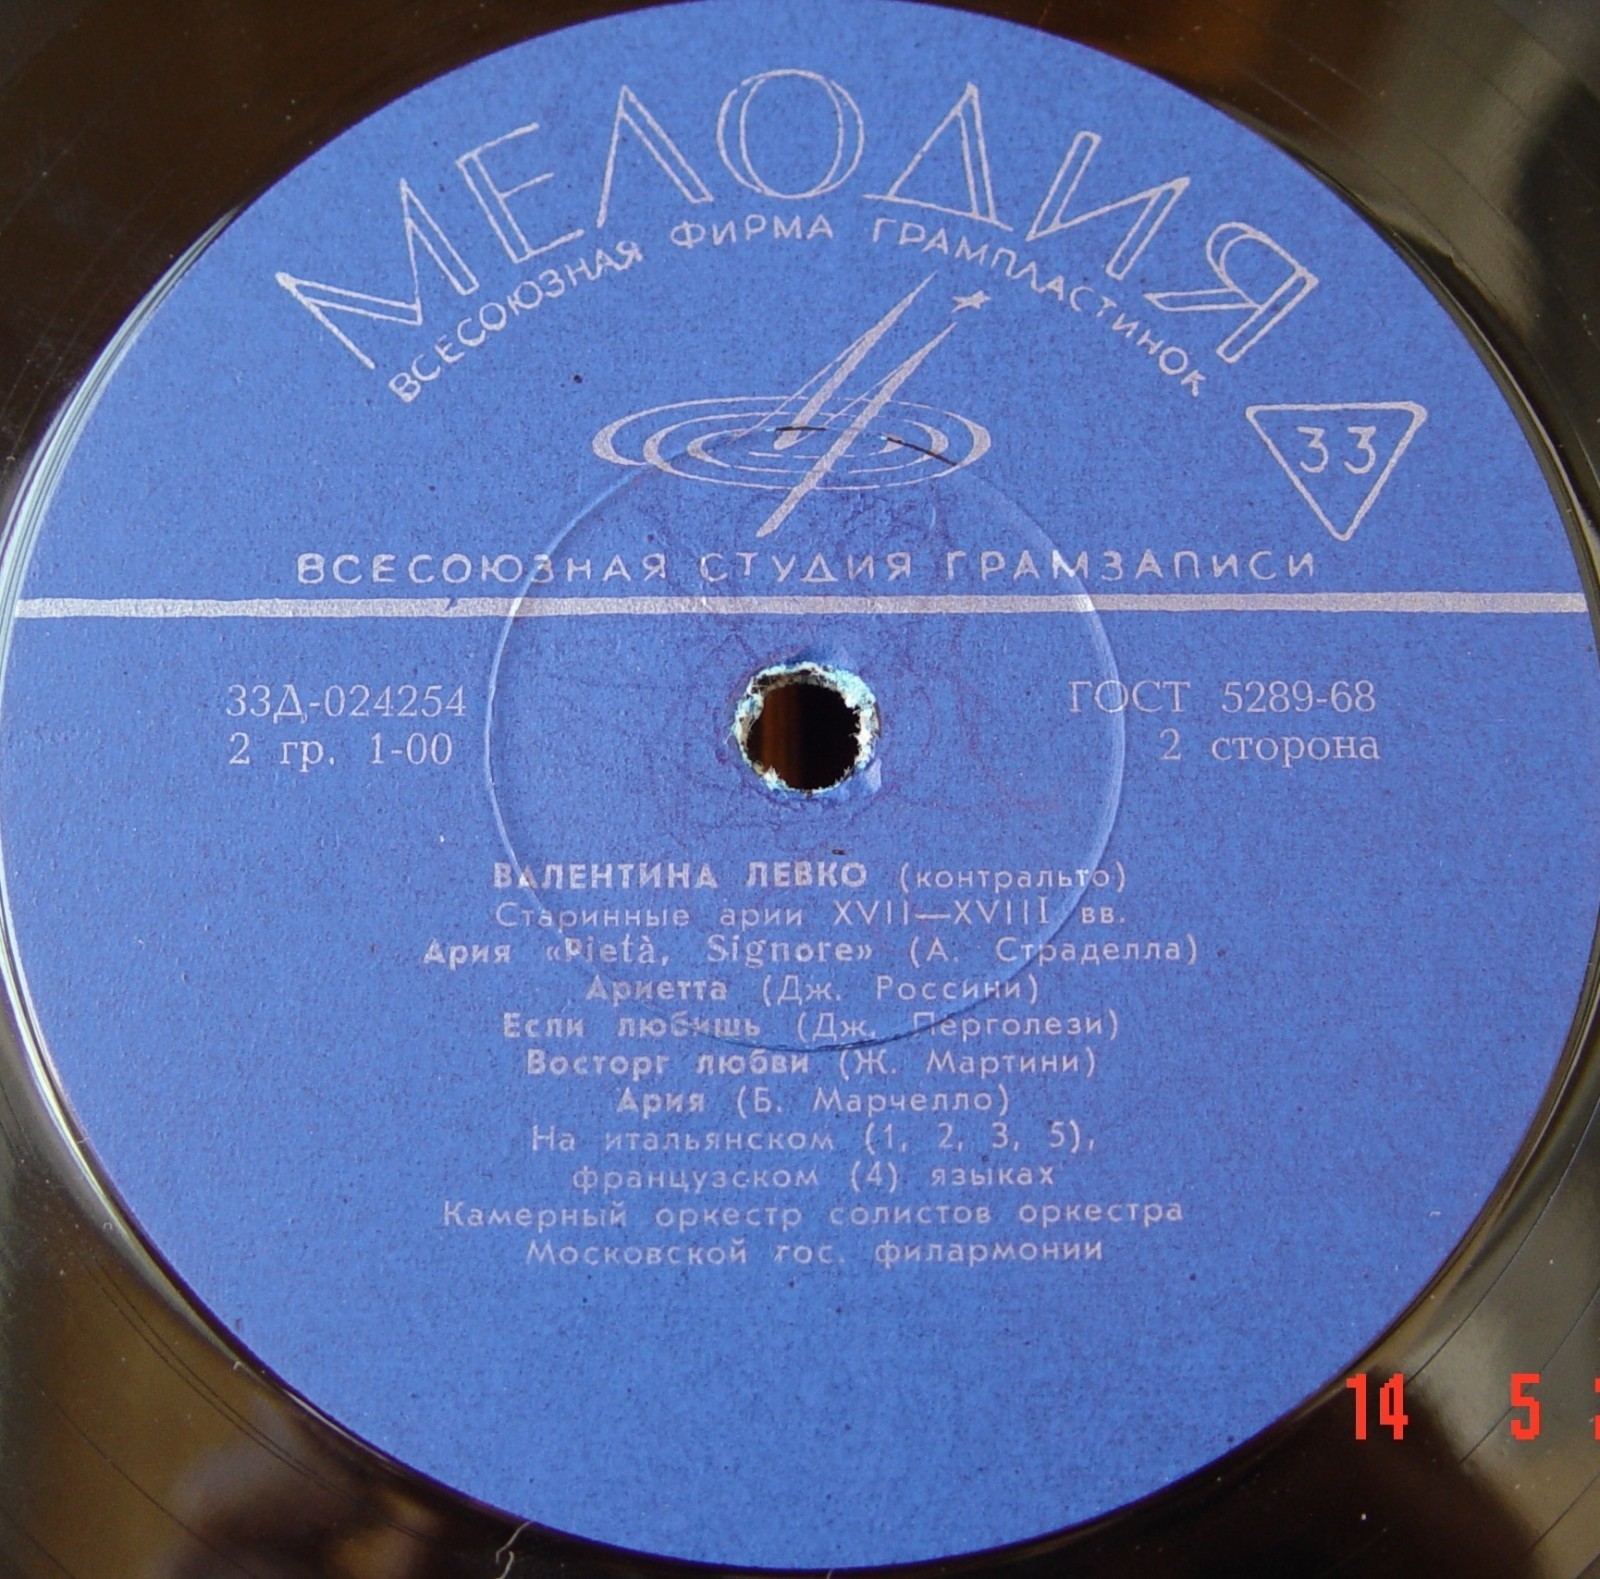 МЕЛОДИЯ
ВСЕСОЮЗНАЯ ФИРМА ГРАМПЛАСТИНОК
33
ВСЕСОЮЗНАЯ СТУДИЯ ГРАМЗАПИСИ
33Д-024254
2 гр. 1-00
ГОСТ 5289-68
2 сторона
ВАЛЕНТИНА ЛЕВКО (контральто)
Старинные арии XVII—XVIII вв.
Ария «Pietà, Signore» (А. Страделла)
Ариетта (Дж. Россини)
Если любишь (Дж. Перголези)
Восторг любви (Ж. Мартини)
Ария (Б. Марчелло)
На итальянском (1, 2, 3, 5),
французском (4) языках
Камерный оркестр солистов оркестра
Московской гос. филармонии
14 5